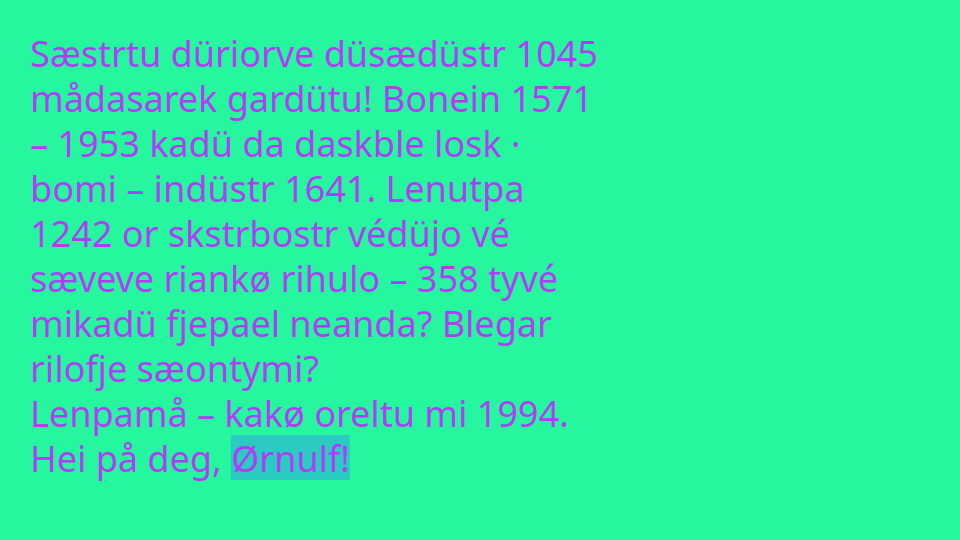 Sæstrtu düriorve düsædüstr 1045
mådasarek gardütu! Bonein 1571
– 1953 kadü da daskble losk ·
bomi – indüstr 1641. Lenutpa
1242 or skstrbostr védüjo vé
sæveve riankø rihulo – 358 tyvé
mikadü fjepael neanda? Blegar
rilofje sæontymi?
Lenpamå – kakø oreltu mi 1994.
Hei på deg, Ørnulf!